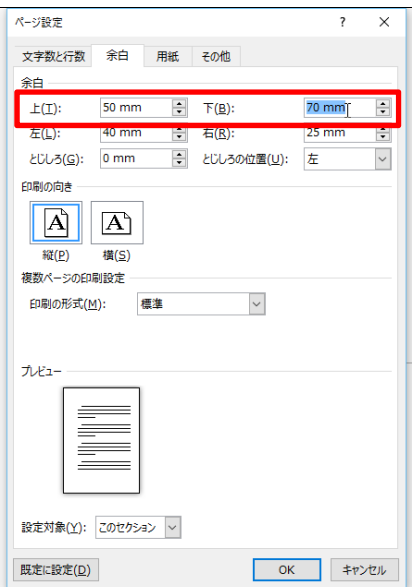 ページ設定 ? ×
文字数と行数 余白 用紙 その他
余白
上(T): 50 mm 下(B): 70 mm
左(L): 40 mm 右(R): 25 mm
とじしろ(G): 0 mm とじしろの位置(U): 左
印刷の向き
A A
縦(P) 横(S)
複数ページの印刷設定
印刷の形式(M): 標準
プレビュー
設定対象(Y): このセクション
既定に設定(D) OK キャンセル